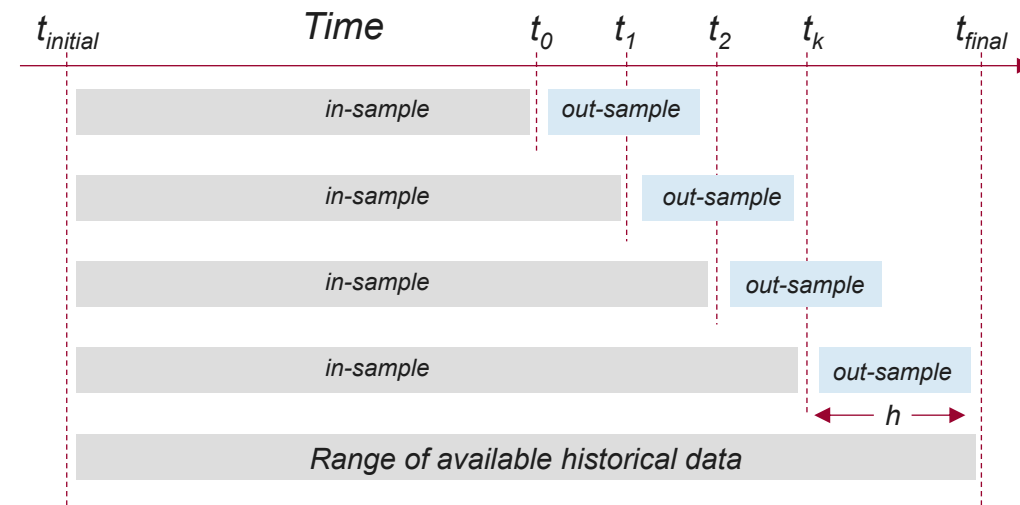 t_initial Time t_0 t_1 t_2 t_k t_final
in-sample out-sample
in-sample out-sample
in-sample out-sample
in-sample out-sample
h
Range of available historical data